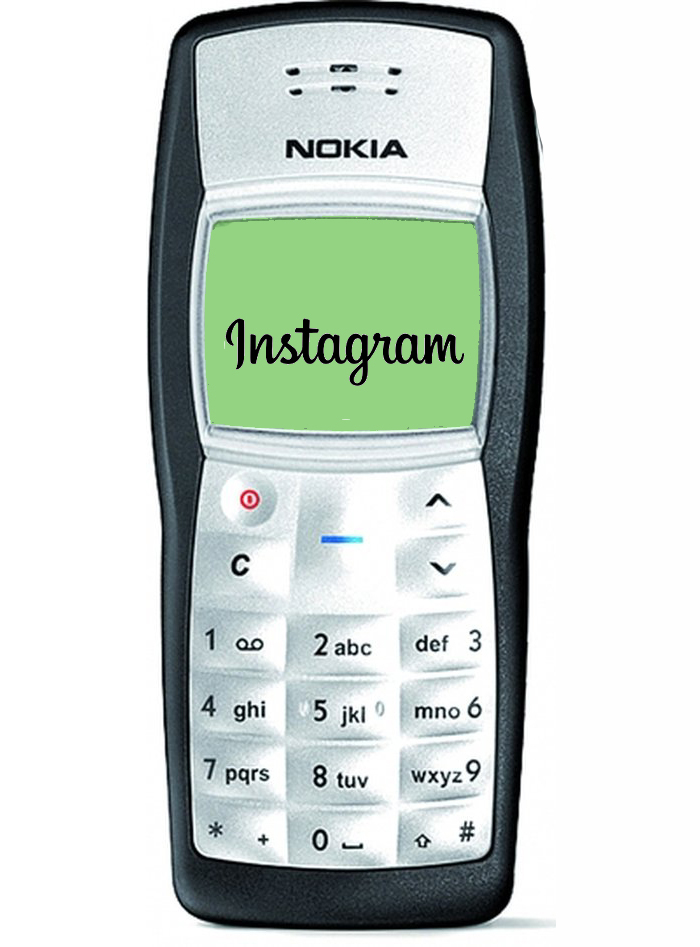 NOKIA
Instagram
C
1
2 abc
def 3
4 ghi
5 jkl
mno 6
7 pqrs
8 tuv
wxyz 9
* +
0
#